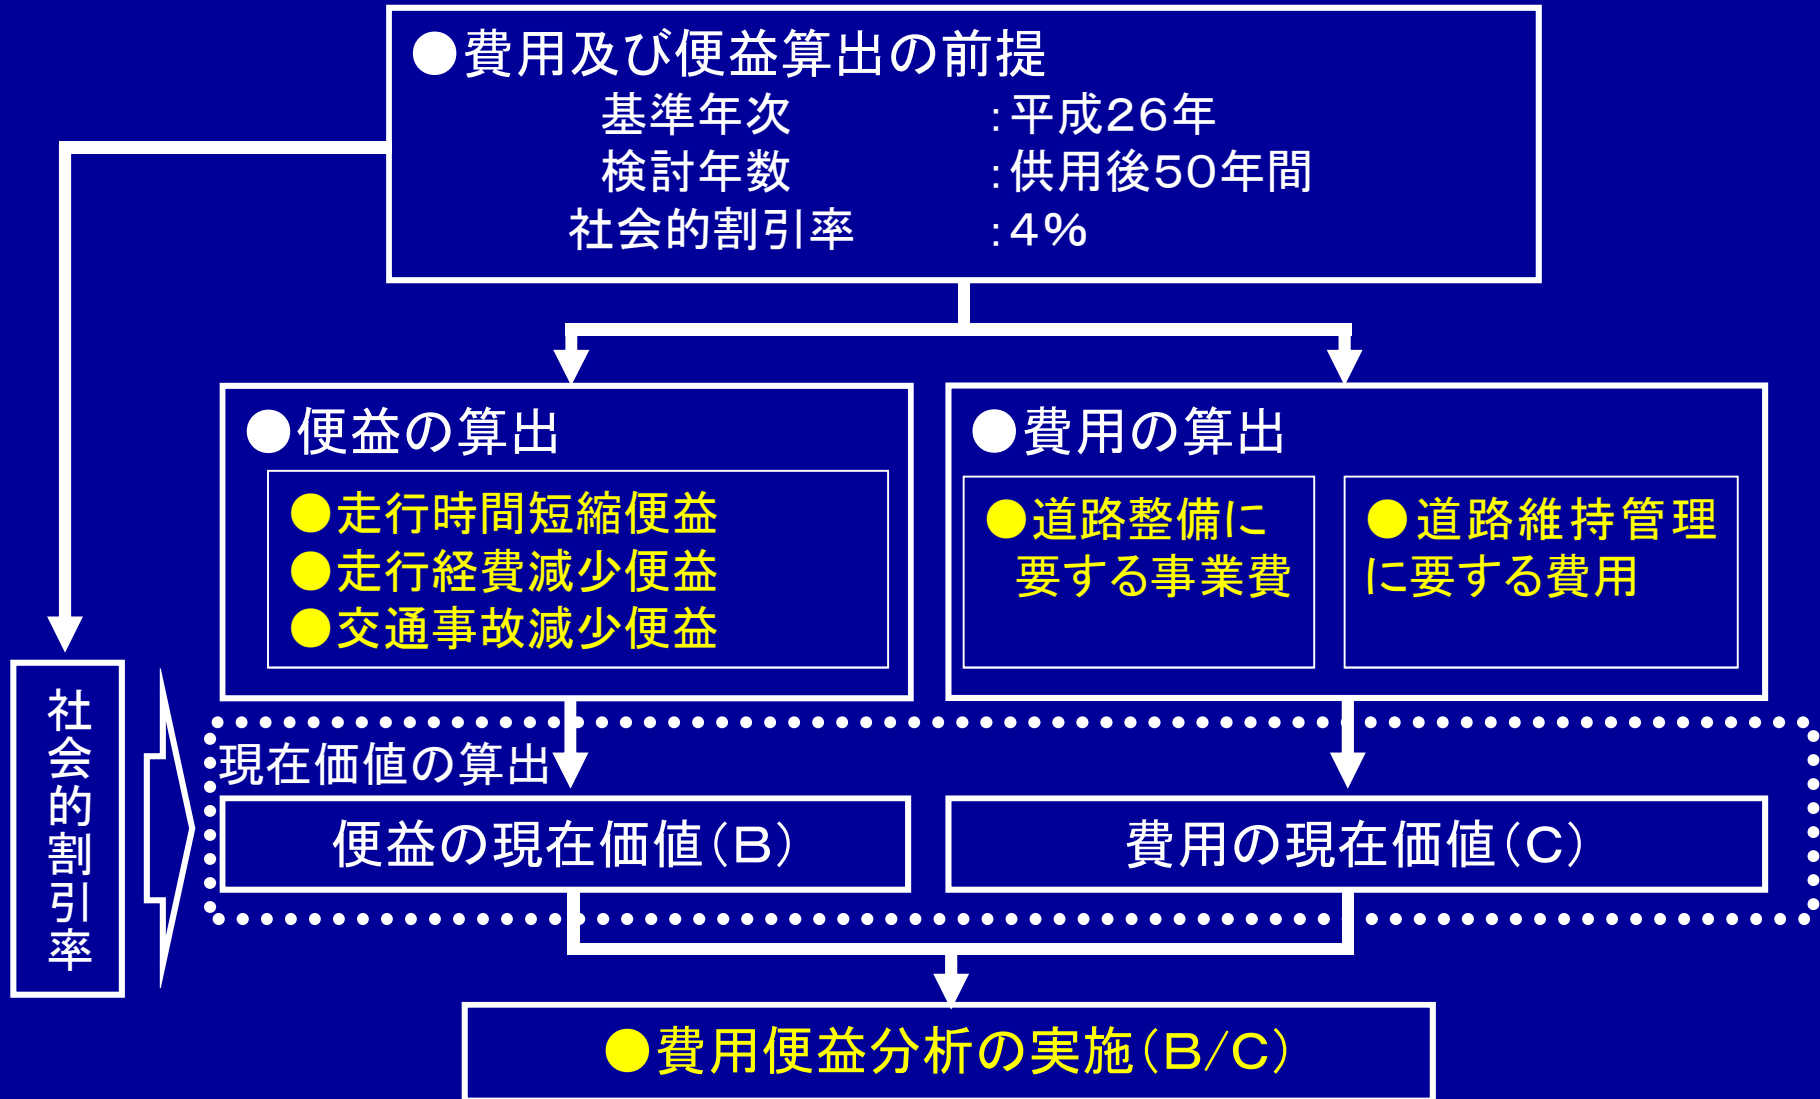 ●費用及び便益算出の前提
基準年次 :平成26年
検討年数 :供用後50年間
社会的割引率 :4%
●便益の算出
●走行時間短縮便益
●走行経費減少便益
●交通事故減少便益
●費用の算出
●道路整備に
要する事業費
●道路維持管理
に要する費用
社会的割引率
現在価値の算出
便益の現在価値(B)
費用の現在価値(C)
●費用便益分析の実施(B/C)